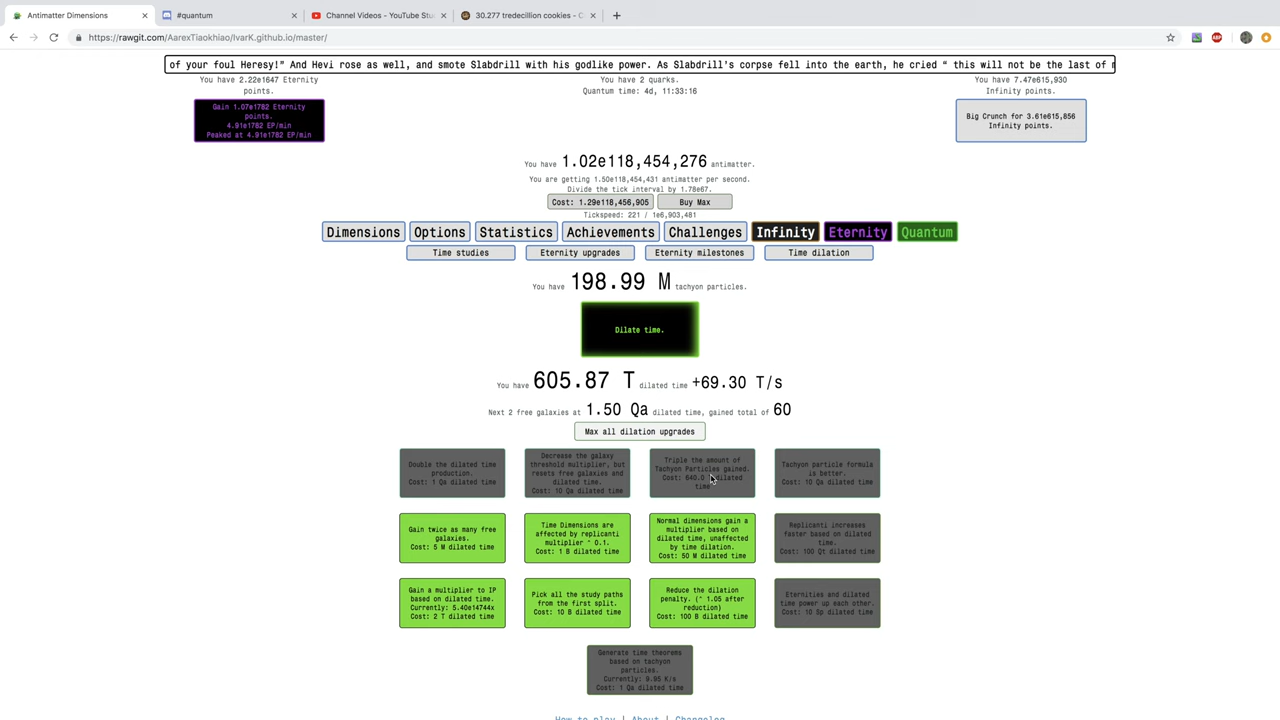 Antimatter Dimensions
#quantum
Channel Videos - YouTube Stu
30.277 tredecillion cookies - C
https://rawgit.com/AarexTiaokhiao/IvarK.github.io/master/
of your foul Heresy!" And Hevi rose as well, and smote Slabdrill with his godlike power. As Slabdrill's corpse fell into the earth, he cried " this will not be the last of
You have 2.22e1647 Eternity
points.
You have 2 quarks.
Quantum time: 4d, 11:33:16
You have 7.47e615,930
Infinity points.
Gain 1.07e1782 Eternity
points.
4.91e1782 EP/min
Peaked at 4.91e1782 EP/min
Big Crunch for 3.61e615,856
Infinity points.
You have 1.02e118,454,276 antimatter.
You are getting 1.50e118,454,431 antimatter per second.
Divide the tick interval by 1.78e67.
Cost: 1.29e118,456,905
Buy Max
Tickspeed: 221 / 1e6,903,481
Dimensions
Options
Statistics
Achievements
Challenges
Infinity
Eternity
Quantum
Time studies
Eternity upgrades
Eternity milestones
Time dilation
You have 198.99 M tachyon particles.
Dilate time.
You have 605.87 T dilated time +69.30 T/s
Next 2 free galaxies at 1.50 Qa dilated time, gained total of 60
Max all dilation upgrades
Double the dilated time
production.
Cost: 1 Qa dilated time
Decrease the galaxy
threshold multiplier, but
resets free galaxies and
dilated time.
Cost: 10 Qa dilated time
Triple the amount of
Tachyon Particles gained.
Cost: 640.0 dilated
time
Tachyon particle formula
is better.
Cost: 10 Qa dilated time
Gain twice as many free
galaxies.
Cost: 5 M dilated time
Time Dimensions are
affected by replicanti
multiplier ^ 0.1.
Cost: 1 B dilated time
Normal dimensions gain a
multiplier based on
dilated time, unaffected
by time dilation.
Cost: 50 M dilated time
Replicanti increases
faster based on dilated
time.
Cost: 100 Qt dilated time
Gain a multiplier to IP
based on dilated time.
Currently: 5.40e14744x
Cost: 2 T dilated time
Pick all the study paths
from the first split.
Cost: 10 B dilated time
Reduce the dilation
penalty. (^ 1.05 after
reduction)
Cost: 100 B dilated time
Eternities and dilated
time power up each other.
Cost: 10 Sp dilated time
Generate time theorems
based on tachyon
particles.
Currently: 9.95 K/s
Cost: 1 Qa dilated time
How to play | About | Changelog